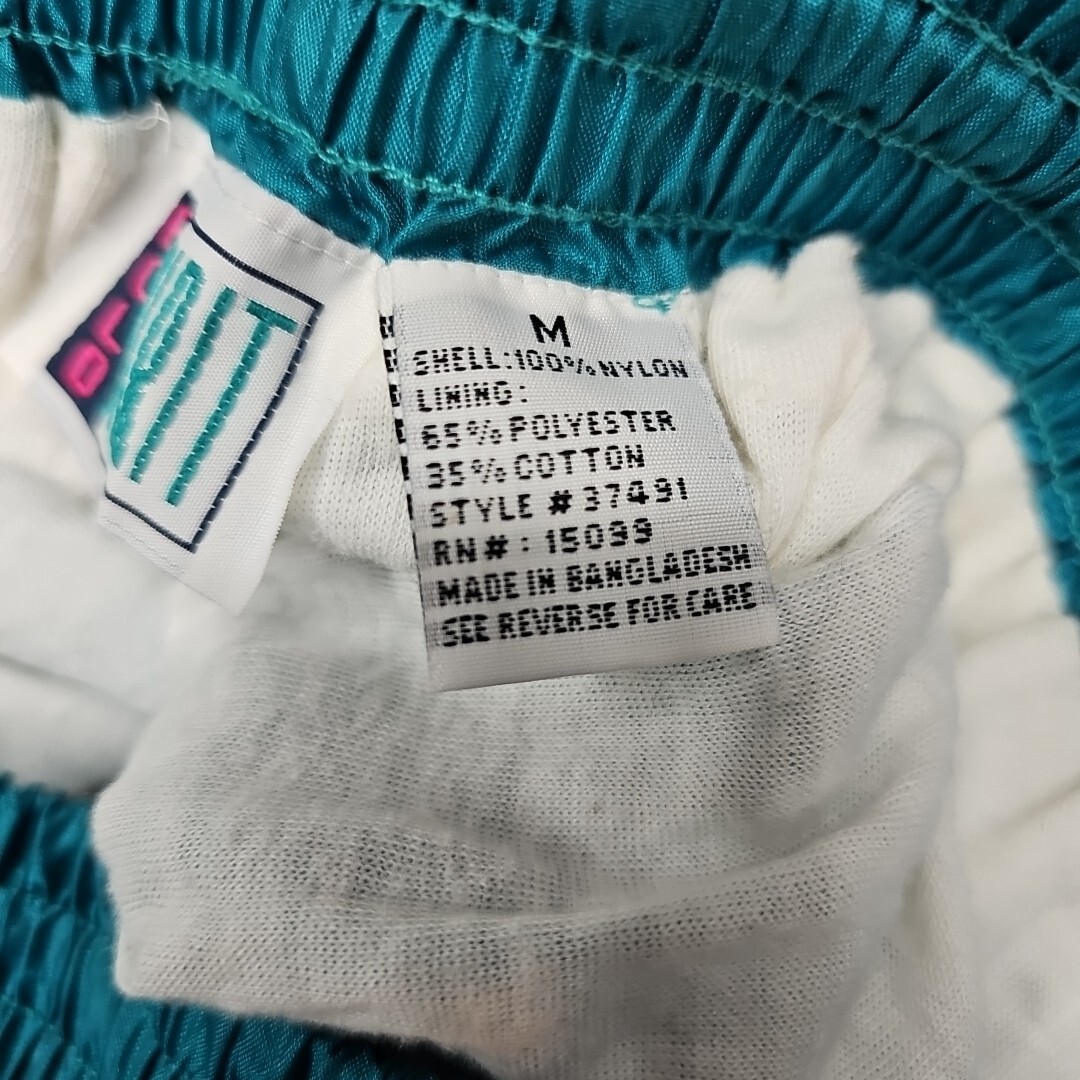 M
SHELL:100%NYLON
LINING:
65%POLYESTER
35%COTTON
STYLE #37491
RN#:15099
MADE IN BANGLADESH
SEE REVERSE FOR CARE